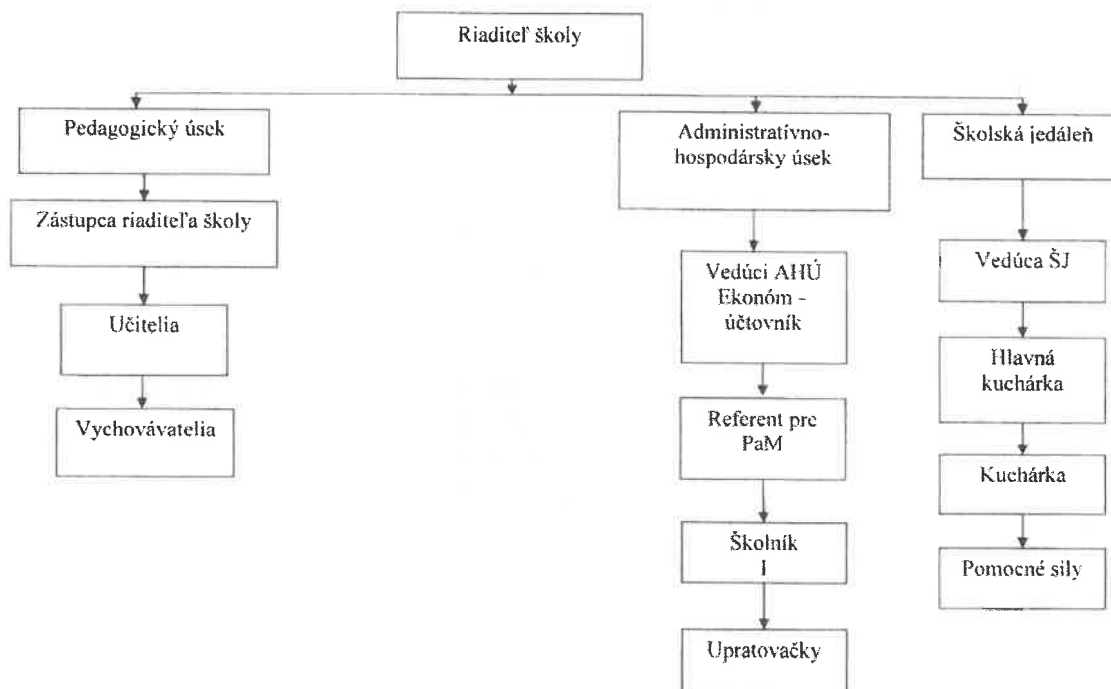 Riaditeľ školy
Pedagogický úsek
Zástupca riaditeľa školy
Učitelia
Vychovávatelia
Administratívno-
hospodársky úsek
Vedúci AHÚ
Ekonóm -
účtovník
Referent pre
PaM
Školník
1
Upratovačky
Školská jedáleň
Vedúca ŠJ
Hlavná
kuchárka
Kuchárka
Pomocné sily